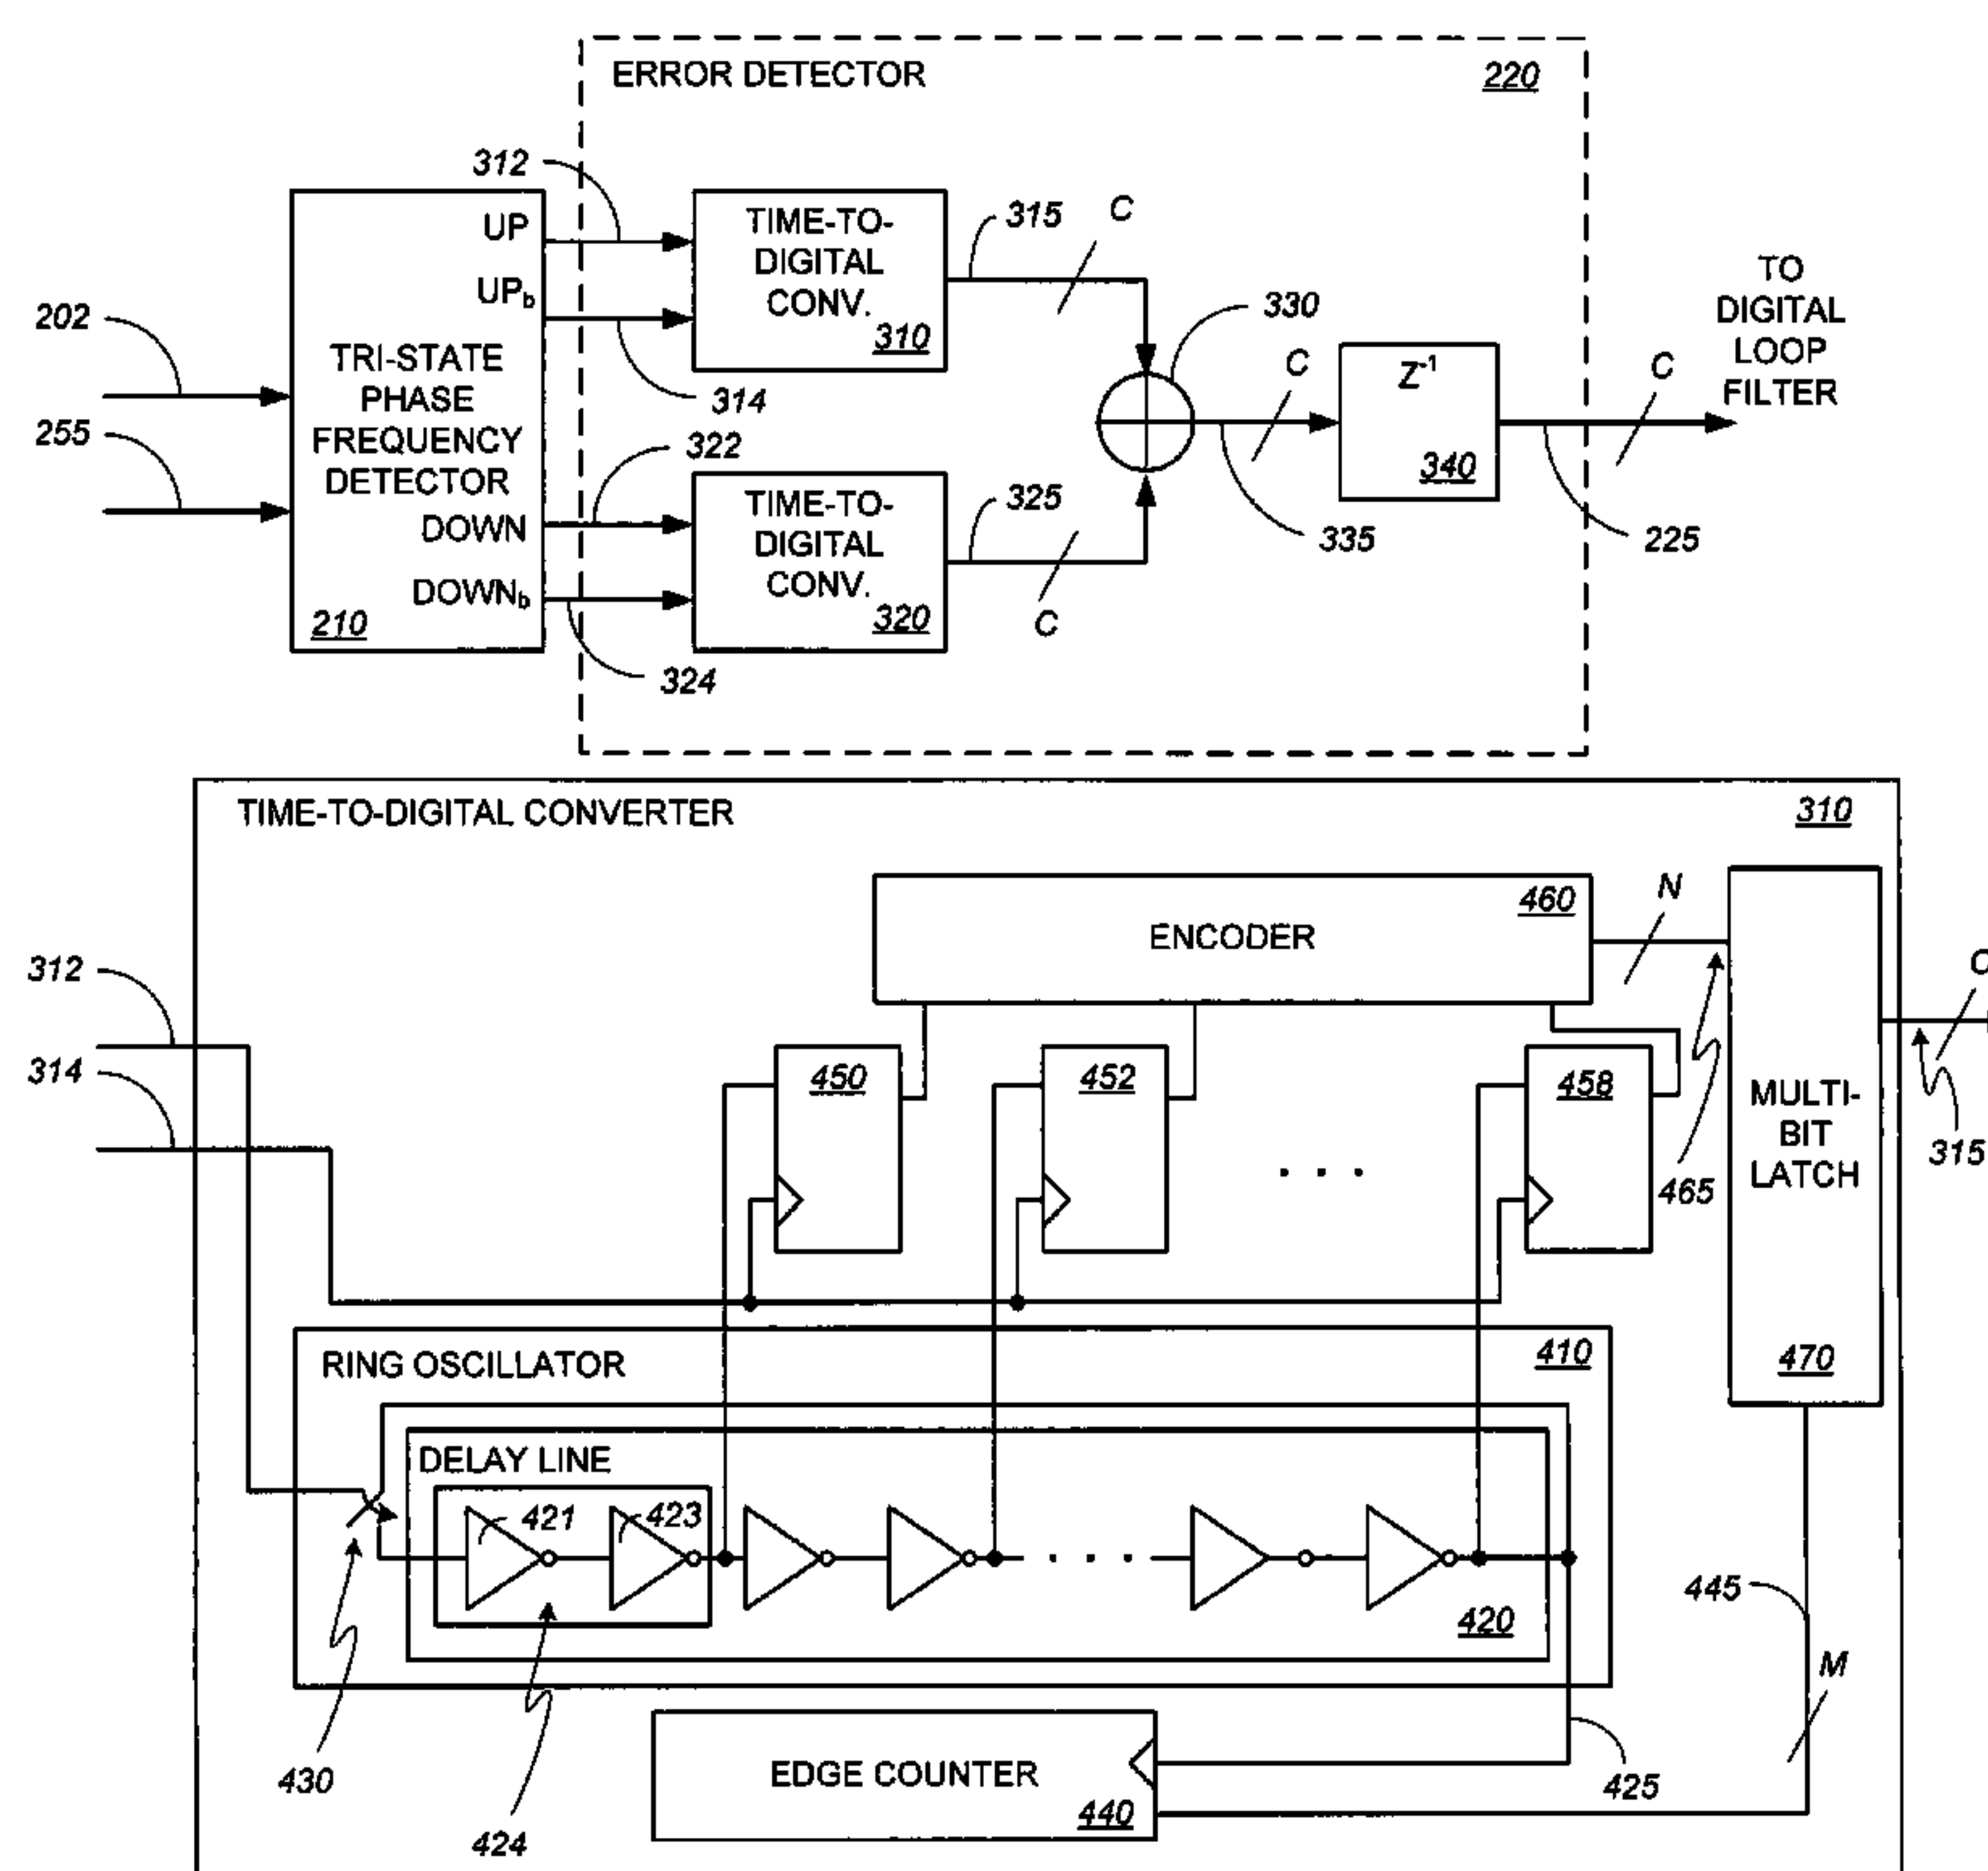 ERROR DETECTOR
220
312
UP
UPb
314
202
255
TRI-STATE
PHASE
FREQUENCY
DETECTOR
DOWN
DOWNb
210
322
324
TIME-TO-
DIGITAL
CONV.
310
315
C
TIME-TO-
DIGITAL
CONV.
320
325
C
330
335
C
Z-1
340
225
C
TO
DIGITAL
LOOP
FILTER
TIME-TO-DIGITAL CONVERTER
310
312
314
ENCODER
460
N
465
MULTI-
BIT
LATCH
470
315
450
452
. . .
458
RING OSCILLATOR
410
DELAY LINE
421
423
. . .
420
430
424
EDGE COUNTER
440
425
445
M